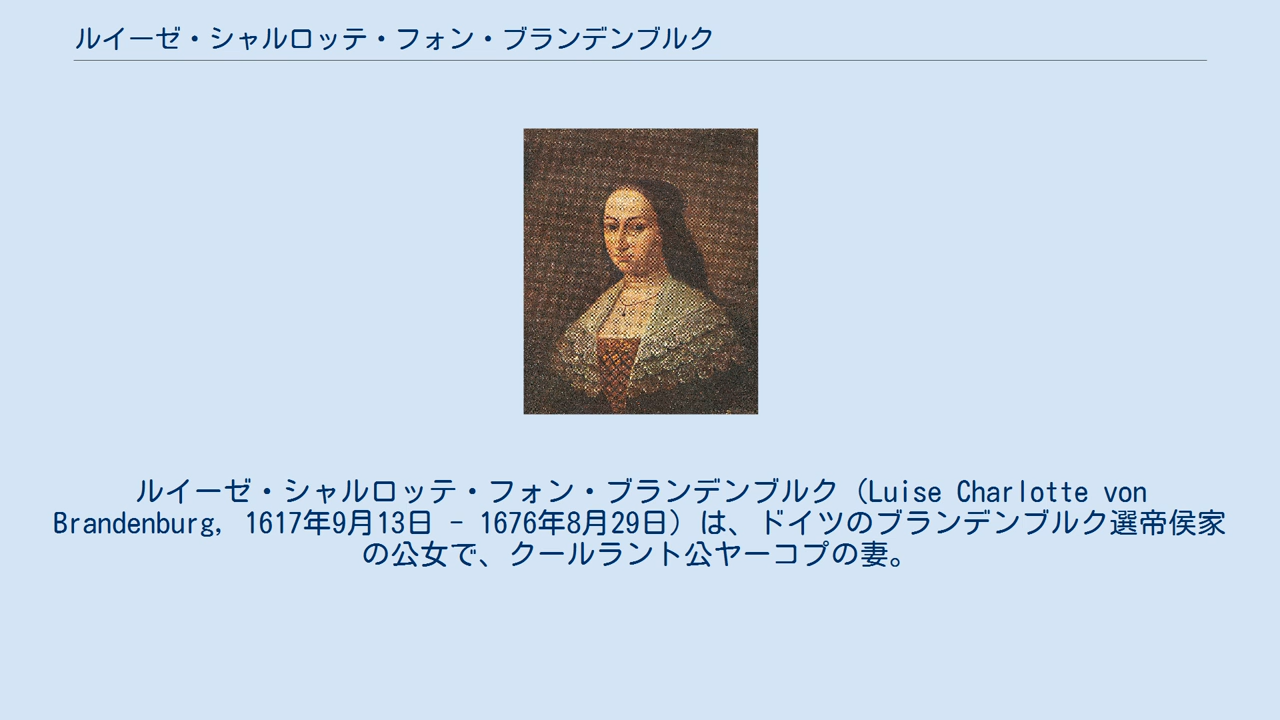 ルイーゼ・シャルロッテ・フォン・ブランデンブルク
ルイーゼ・シャルロッテ・フォン・ブランデンブルク（Luise Charlotte von
Brandenburg, 1617年9月13日 - 1676年8月29日）は、ドイツのブランデンブルク選帝侯家
の公女で、クールラント公ヤーコプの妻。